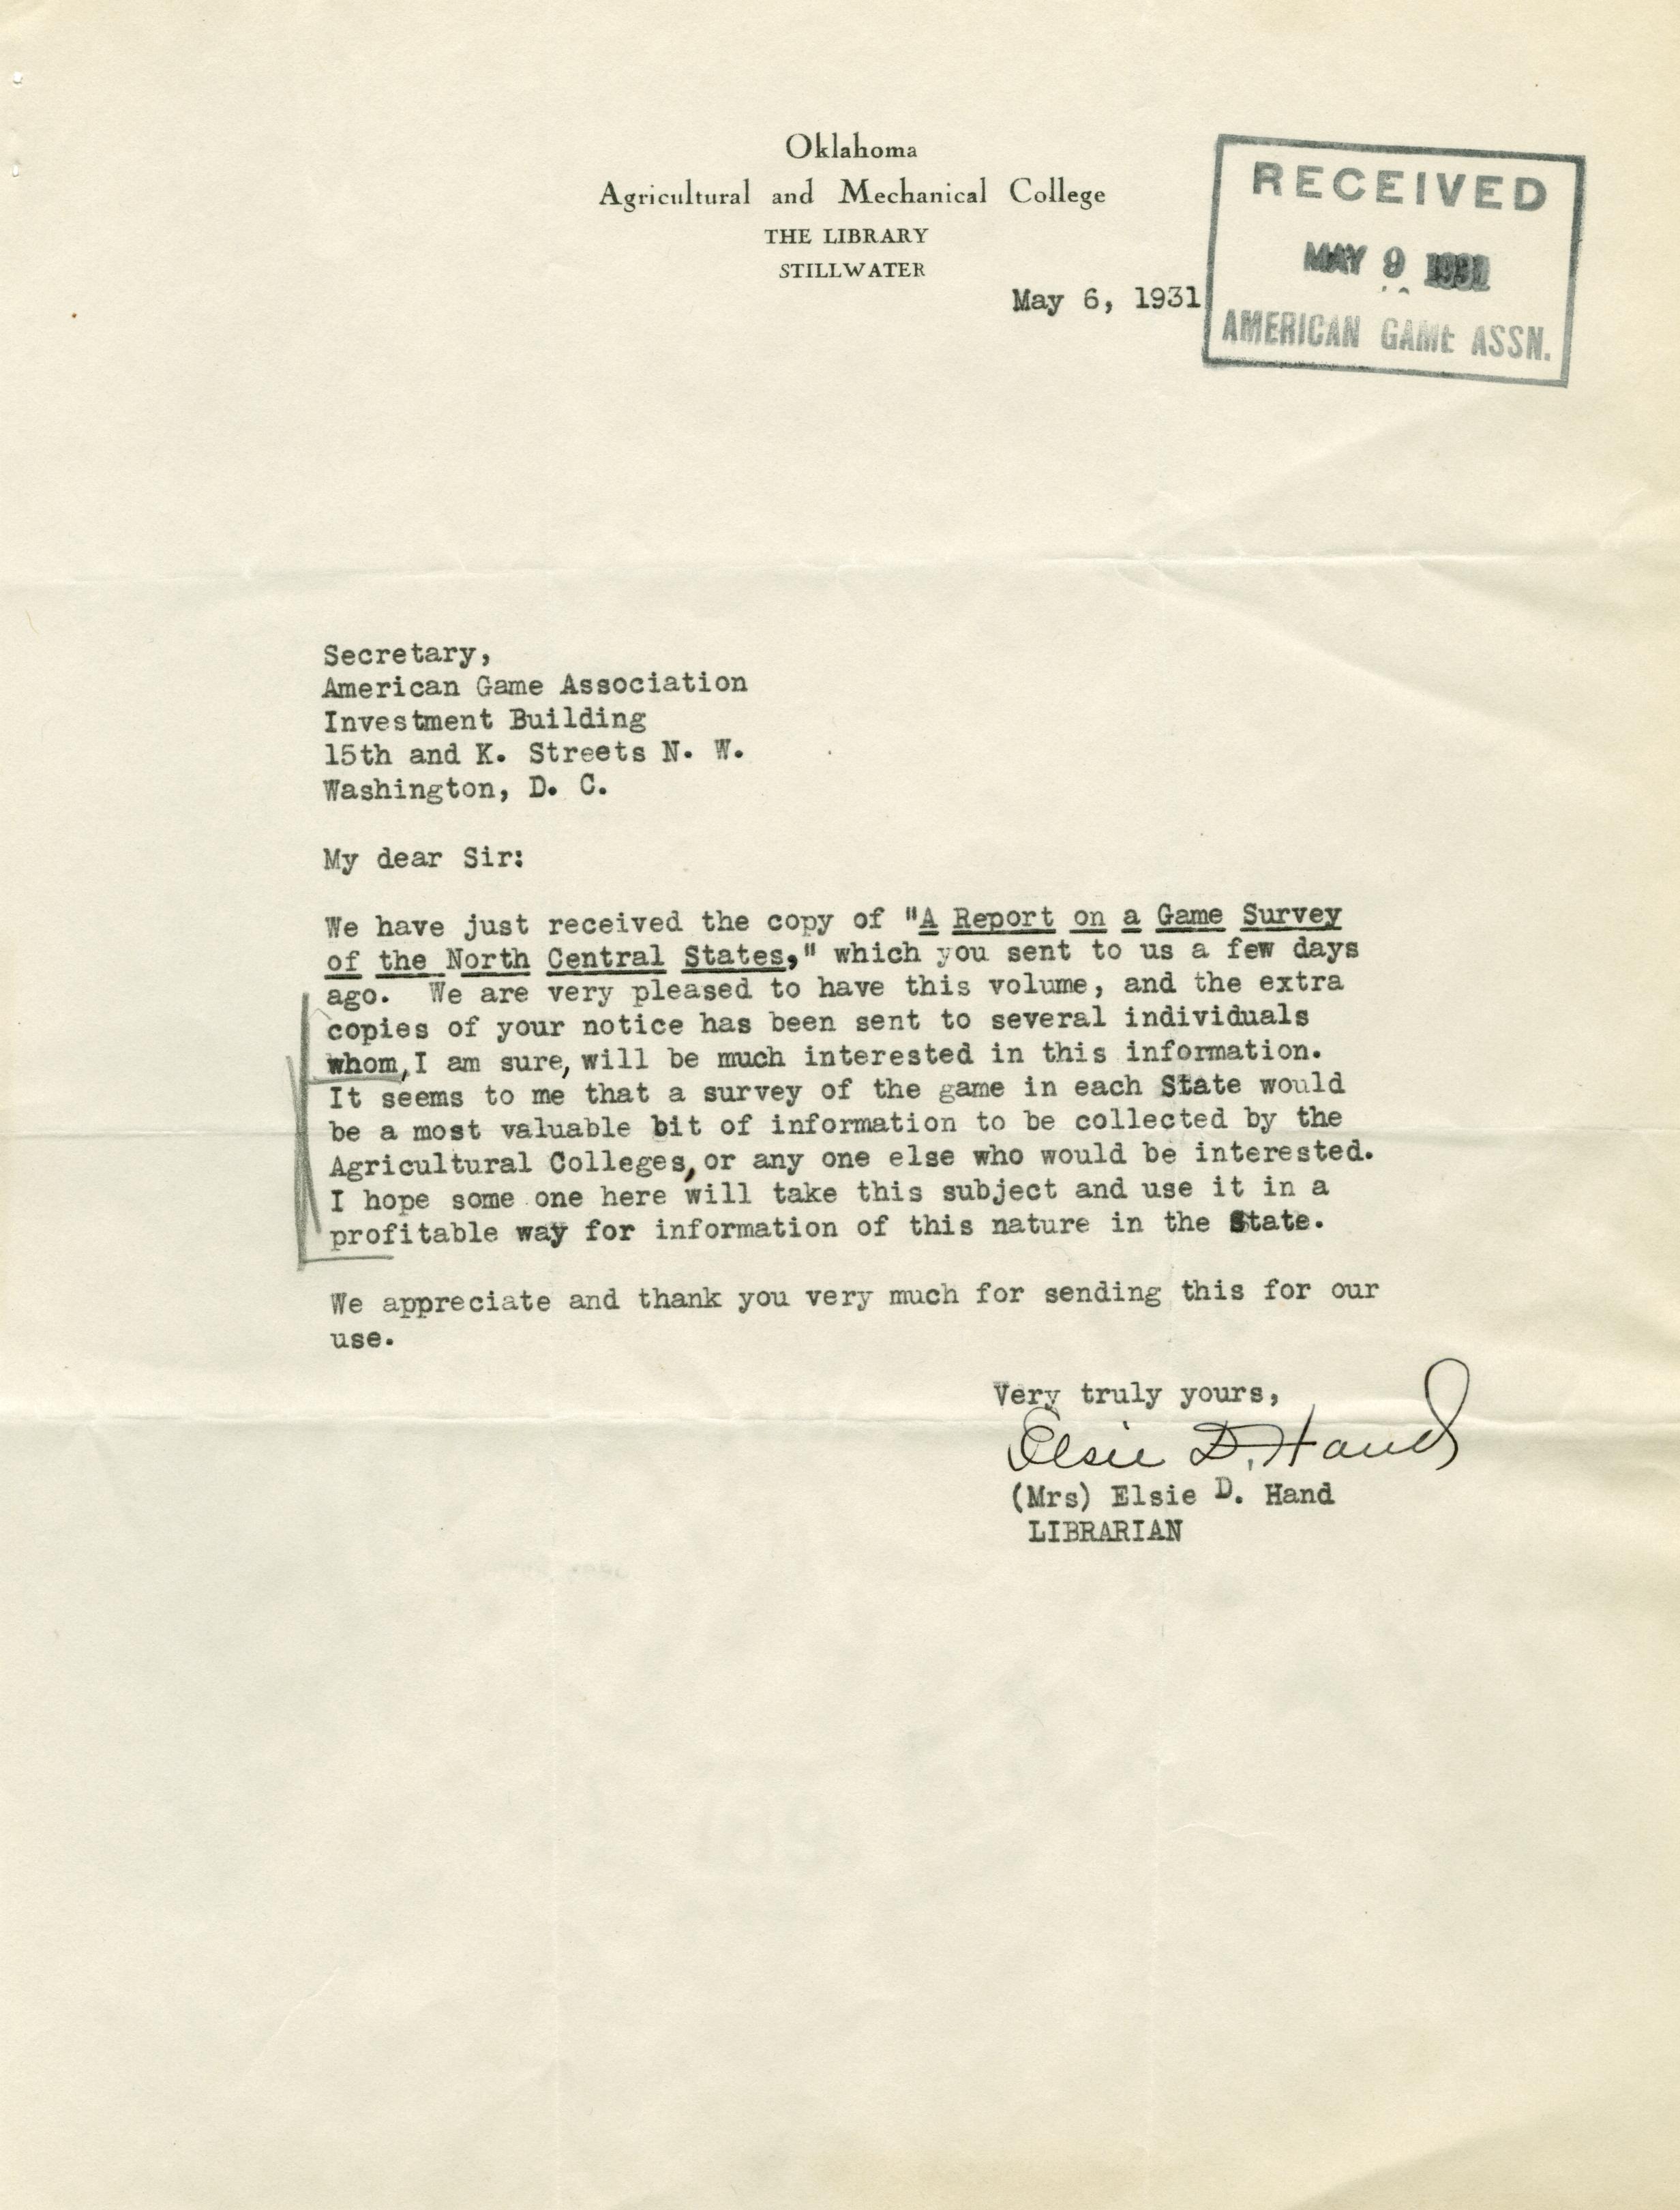 Oklahoma
Agricultural and Mechanical College
THE LIBRARY
STILLWATER
May 6, 1931
RECEIVED
MAY 9 1931
AMERICAN GAME ASSN.
Secretary,
American Game Association
Investment Building
15th and K. Streets N. W.
Washington, D. C.
My dear Sir:
We have just received the copy of "A Report on a Game Survey
of the North Central States," which you sent to us a few days
ago. We are very pleased to have this volume, and the extra
copies of your notice has been sent to several individuals
whom, I am sure, will be much interested in this information.
It seems to me that a survey of the game in each State would
be a most valuable bit of information to be collected by the
Agricultural Colleges, or any one else who would be interested.
I hope some one here will take this subject and use it in a
profitable way for information of this nature in the State.
We appreciate and thank you very much for sending this for our
use.
Very truly yours,
Elsie D. Hand
(Mrs) Elsie D. Hand
LIBRARIAN